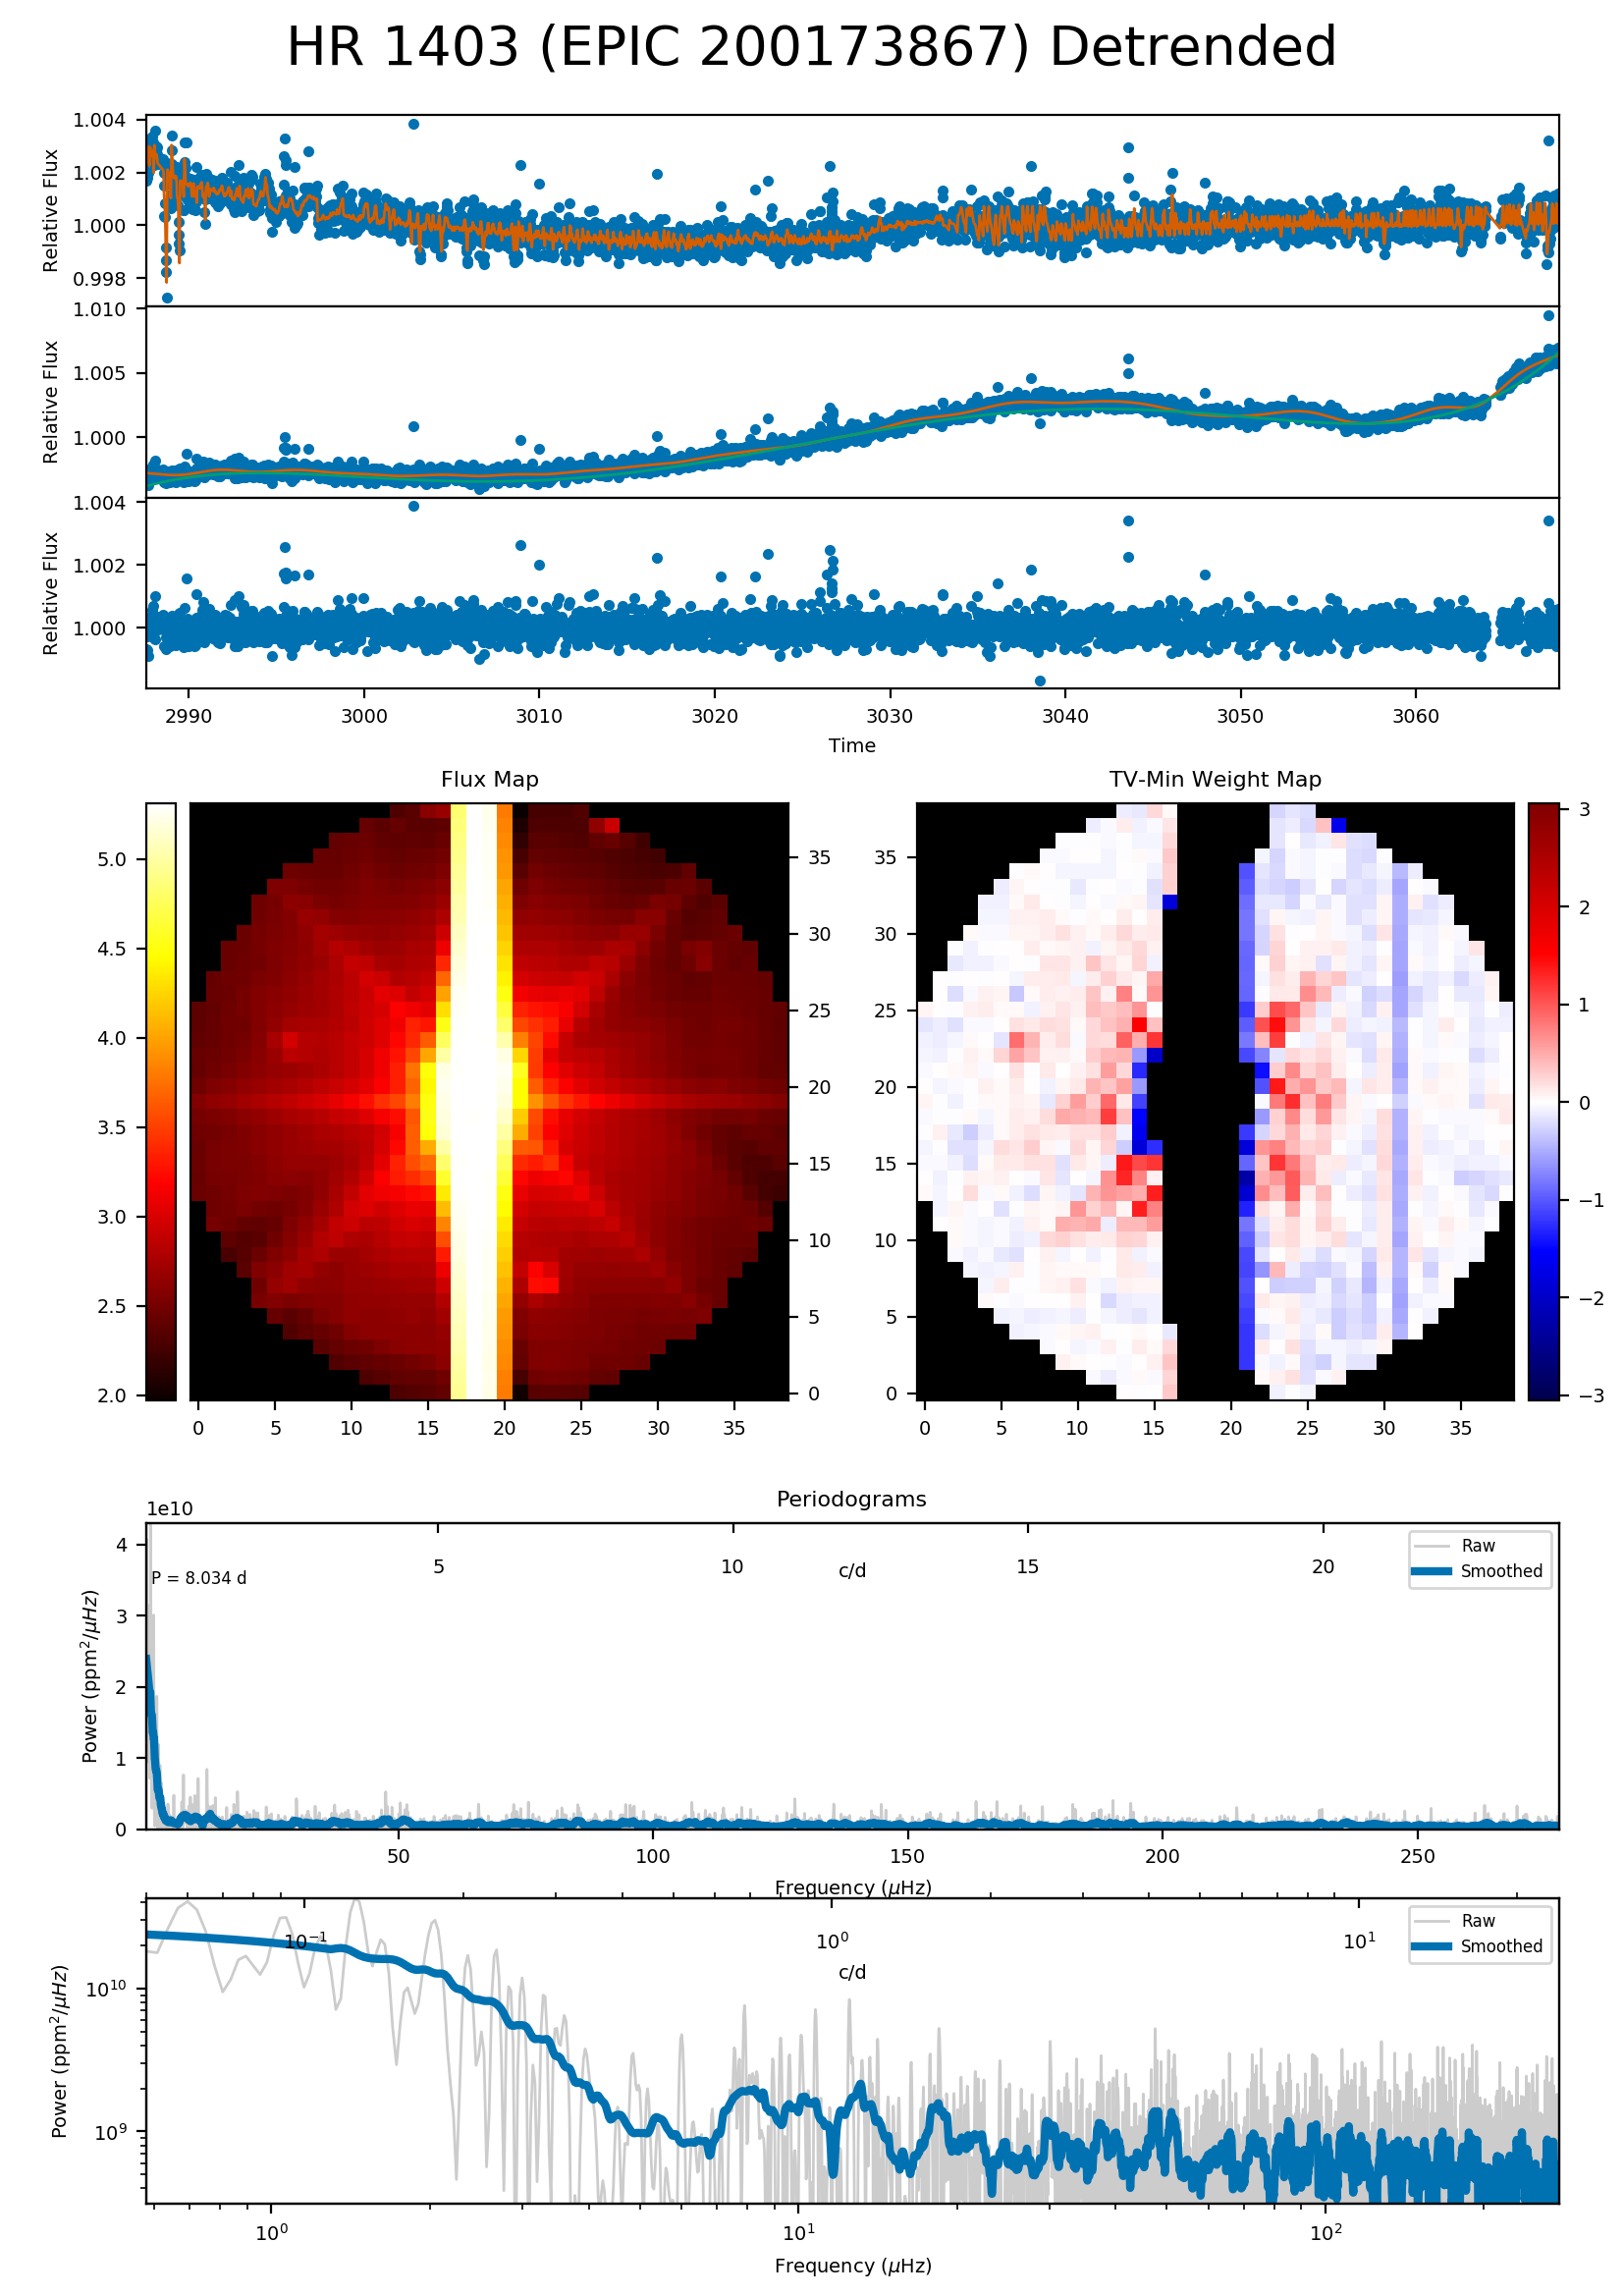 HR 1403 (EPIC 200173867) Detrended
1.004
1.002
1.000
0.998
Relative Flux
1.010
1.005
1.000
Relative Flux
1.004
1.002
1.000
Relative Flux
2990 3000 3010 3020 3030 3040 3050 3060
Time
Flux Map
5.0
4.5
4.0
3.5
3.0
2.5
2.0
35
30
25
20
15
10
5
0
0 5 10 15 20 25 30 35
TV-Min Weight Map
35
30
25
20
15
10
5
0
0 5 10 15 20 25 30 35
3
2
1
0
−1
−2
−3
Periodograms
1e10
4
3
2
1
0
Power (ppm²/μHz)
5 10 15 20
c/d
P = 8.034 d
Raw
Smoothed
50 100 150 200 250
Frequency (μHz)
10¹⁰
10⁹
Power (ppm²/μHz)
10⁻¹ 10⁰ 10¹
c/d
Raw
Smoothed
10⁰ 10¹ 10²
Frequency (μHz)